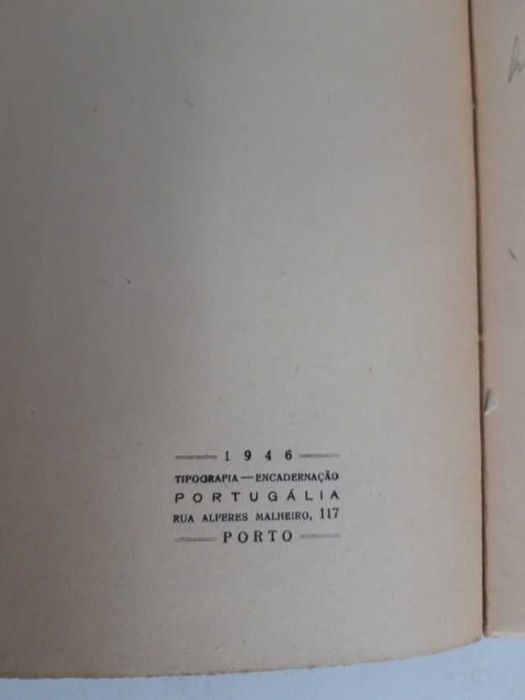 1946
TIPOGRAFIA — ENCADERNAÇÃO
PORTUGÁLIA
RUA ALFERES MALHEIRO, 117
PORTO